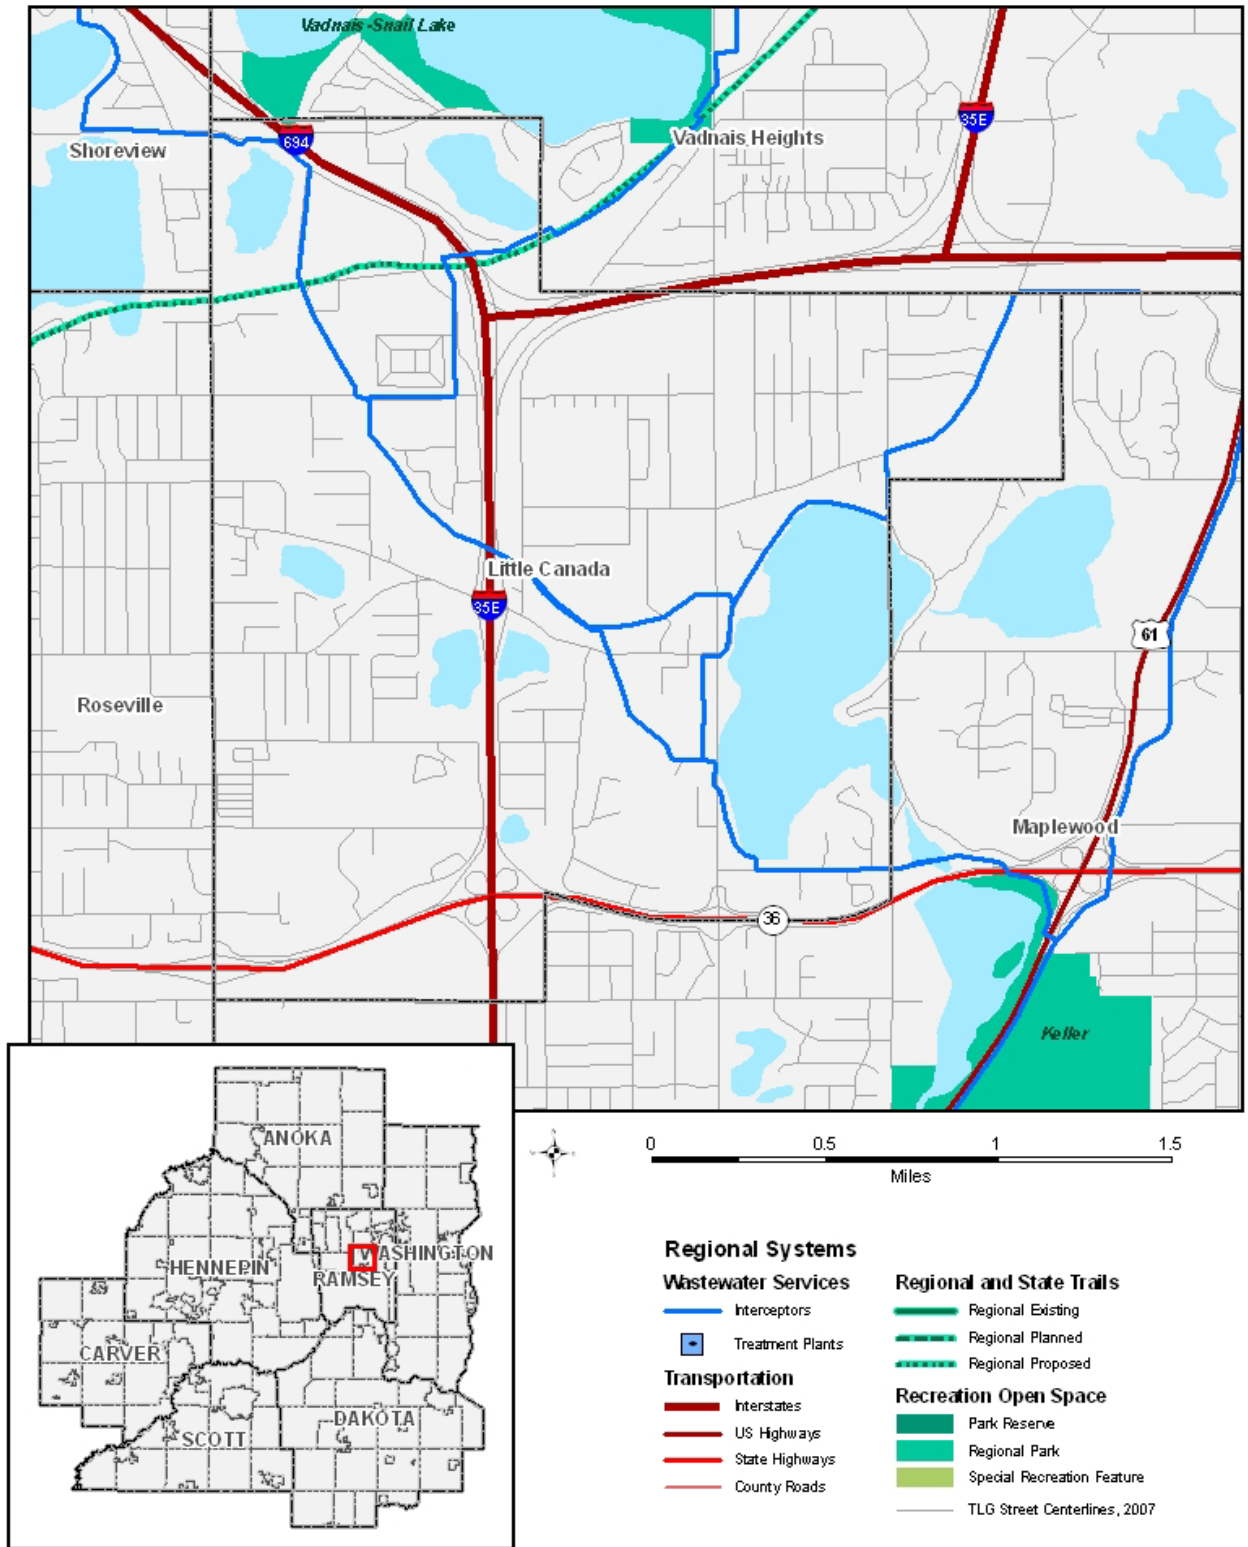 Vadnais-Snail Lake
35E
694
Shoreview
Vadnais Heights
Little Canada
35E
61
Roseville
Maplewood
36
Keller
ANOKA
WASHINGTON
HENNEPIN
RAMSEY
CARVER
DAKOTA
SCOTT
0 0.5 1 1.5
Miles
Regional Systems
Wastewater Services
Interceptors
Treatment Plants
Transportation
Interstates
US Highways
State Highways
County Roads
Regional and State Trails
Regional Existing
Regional Planned
Regional Proposed
Recreation Open Space
Park Reserve
Regional Park
Special Recreation Feature
TLG Street Centerlines, 2007